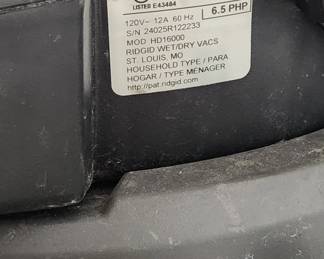 LISTED E43484
6.5 PHP
120V~ 12A 60 Hz
S/N 24025R122233
MOD HD16000
RIDGID WET/DRY VACS
ST. LOUIS, MO
HOUSEHOLD TYPE / PARA
HOGAR / TYPE MÉNAGER
http://pat.ridgid.com